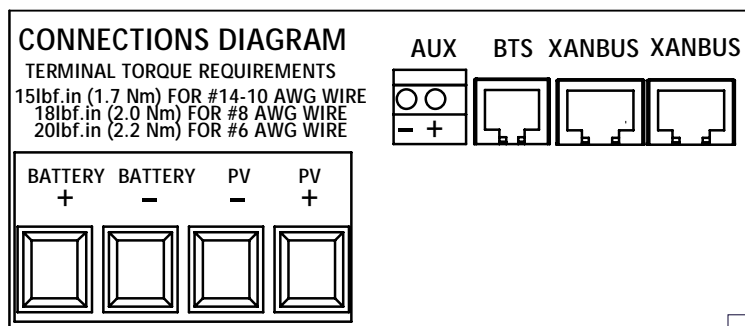 CONNECTIONS DIAGRAM
TERMINAL TORQUE REQUIREMENTS
15lbf.in (1.7 Nm) FOR #14-10 AWG WIRE
18lbf.in (2.0 Nm) FOR #8 AWG WIRE
20lbf.in (2.2 Nm) FOR #6 AWG WIRE
AUX BTS XANBUS XANBUS
- +
BATTERY BATTERY PV PV
+ - - +